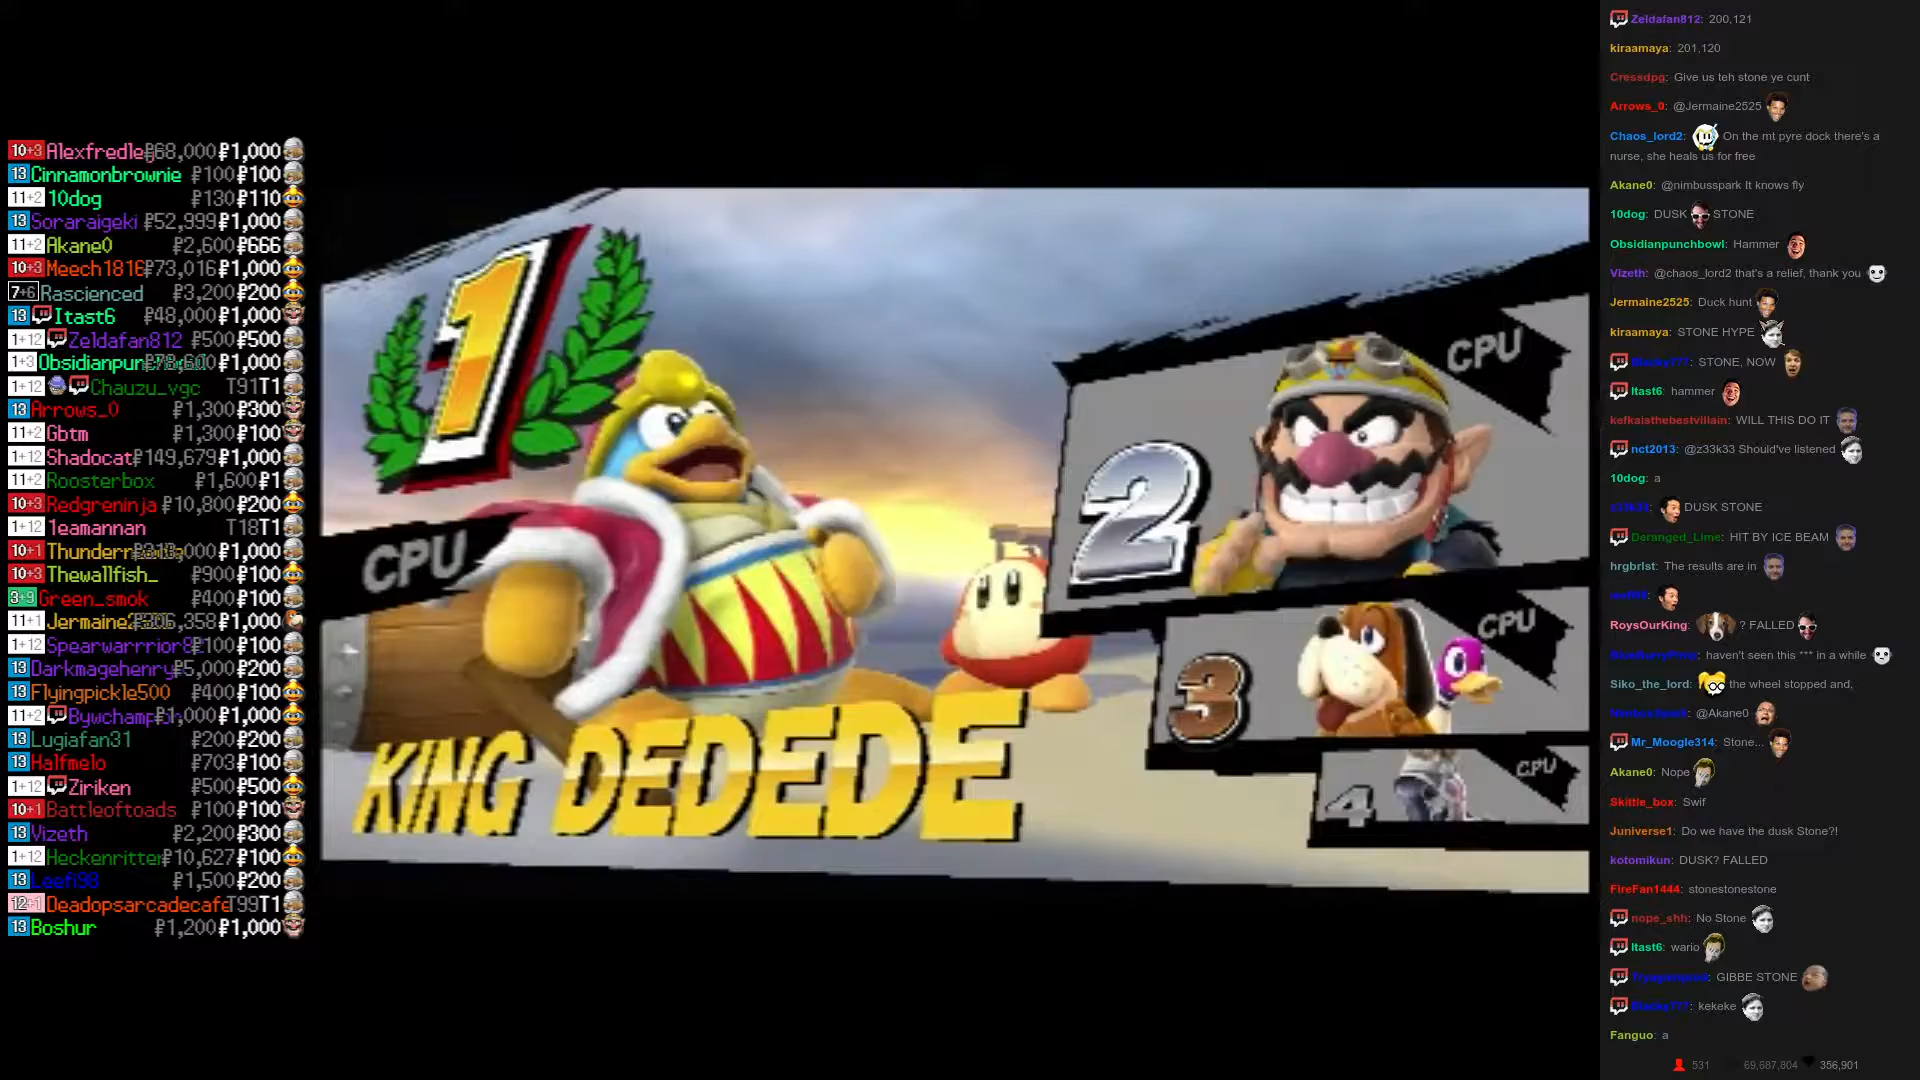 10+3 Alexfredle ₽68,000 ₽1,000
13 Cinnamonbrownie ₽100 ₽100
11+2 10dog ₽130 ₽110
13 Soraraigeki ₽52,999 ₽1,000
11+2 Akane0 ₽2,600 ₽666
10+3 Meech1816 ₽73,016 ₽1,000
7+6 Rascienced ₽3,200 ₽200
13 Itast6 ₽48,000 ₽1,000
1+12 Zeldafan812 ₽500 ₽500
1+3 Obsidianpun ₽1,000
1+12 Chauzu_vgc T91 T1
13 Arrows_0 ₽1,300 ₽300
11+2 Gbtm ₽1,300 ₽100
1+12 Shadocat ₽149,679 ₽1,000
11+2 Roosterbox ₽1,600 ₽1
10+3 Redgreninja ₽10,800 ₽200
1+12 1eamannan T18 T1
10+1 ₽1,000
10+3 Thewallfish_ ₽900 ₽100
3+9 Green_smok ₽400 ₽100
11+1 ₽1,000
1+12 ₽100 ₽100
13 Darkmagehenry ₽5,000 ₽200
13 Flyingpickle500 ₽400 ₽100
11+2 ₽1,000
13 Lugiafan31 ₽200 ₽200
13 Halfmelo ₽703 ₽100
1+12 Ziriken ₽500 ₽500
10+1 Battleoftoads ₽100 ₽100
13 Vizeth ₽2,200 ₽300
1+12 Heckenritter ₽10,627 ₽100
13 Leefi98 ₽1,500 ₽200
12+1 Deadopsarcadecafe T99 T1
13 Boshur ₽1,200 ₽1,000
1
CPU
KING DEDEDE
2
CPU
3
CPU
4
CPU
Zeldafan812: 200,121
kiraamaya: 201,120
Cressdpg: Give us teh stone ye cunt
Arrows_0: @Jermaine2525
Chaos_lord2: On the mt pyre dock there's a
nurse, she heals us for free
Akane0: @nimbusspark It knows fly
10dog: DUSK STONE
Obsidianpunchbowl: Hammer
Vizeth: @chaos_lord2 that's a relief, thank you
Jermaine2525: Duck hunt
kiraamaya: STONE HYPE
Blacky777: STONE, NOW
Itast6: hammer
kefkaisthebestvillain: WILL THIS DO IT
nct2013: @z33k33 Should've listened
10dog: a
z33k33: DUSK STONE
Deranged_Lime: HIT BY ICE BEAM
hrgbrlst: The results are in
leefi98:
RoysOurKing: ? FALLED
haven't seen this *** in a while
Siko_the_lord: the wheel stopped and,
Nimbusspark: @Akane0
Mr_Moogle314: Stone...
Akane0: Nope
Skittle_box: Swif
Juniverse1: Do we have the dusk Stone?!
kotomikun: DUSK? FALLED
FireFan1444: stonestonestone
nope_shh: No Stone
Itast6: wario
GIBBE STONE
Blacky777: kekeke
Fanguo: a
531 69,687,804 356,901